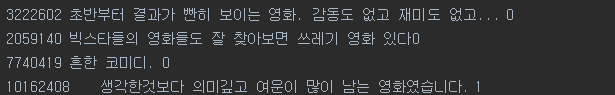 3222602 초반부터 결과가 빤히 보이는 영화. 감동도 없고 재미도 없고... 0
2059140 빅스타들의 영화들도 잘 찾아보면 쓰레기 영화 있다0
7740419 흔한 코미디. 0
10162408 생각한것보다 의미깊고 여운이 많이 남는 영화였습니다. 1